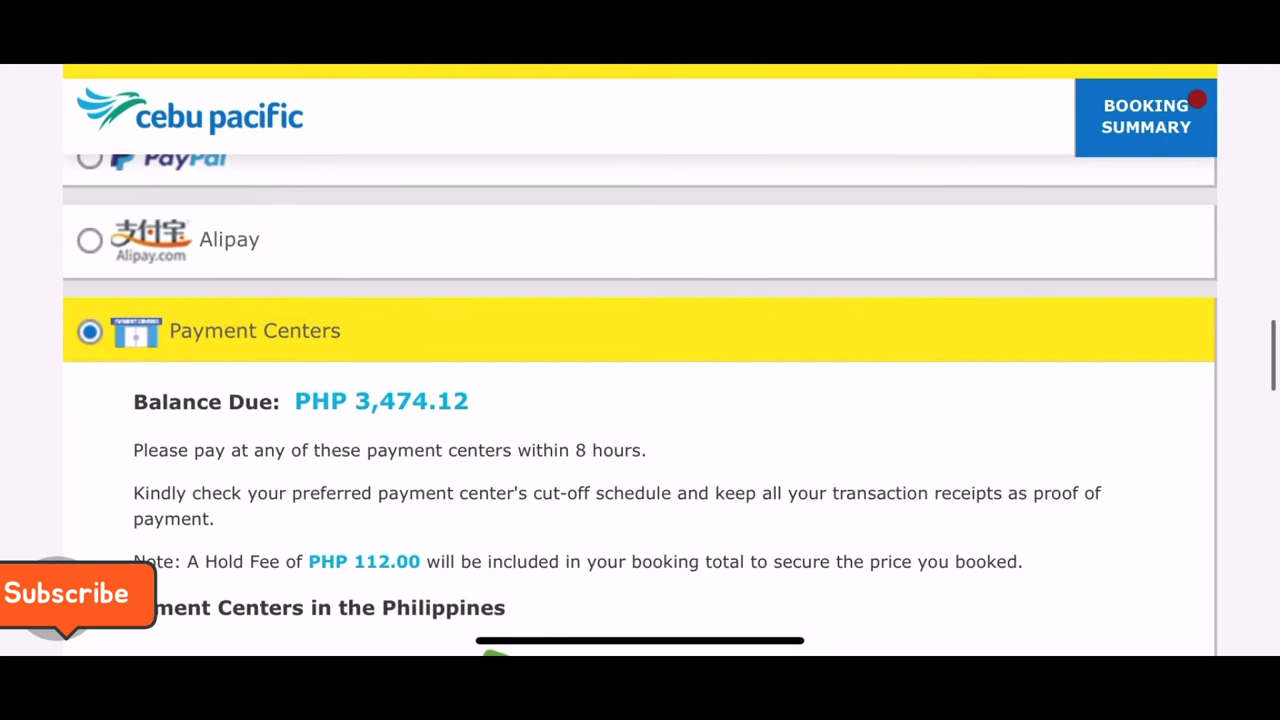 cebu pacific
BOOKING
SUMMARY
PayPal
支付宝
Alipay.com
Alipay
Payment Centers
Balance Due: PHP 3,474.12
Please pay at any of these payment centers within 8 hours.
Kindly check your preferred payment center's cut-off schedule and keep all your transaction receipts as proof of
payment.
Note: A Hold Fee of PHP 112.00 will be included in your booking total to secure the price you booked.
Subscribe
ment Centers in the Philippines